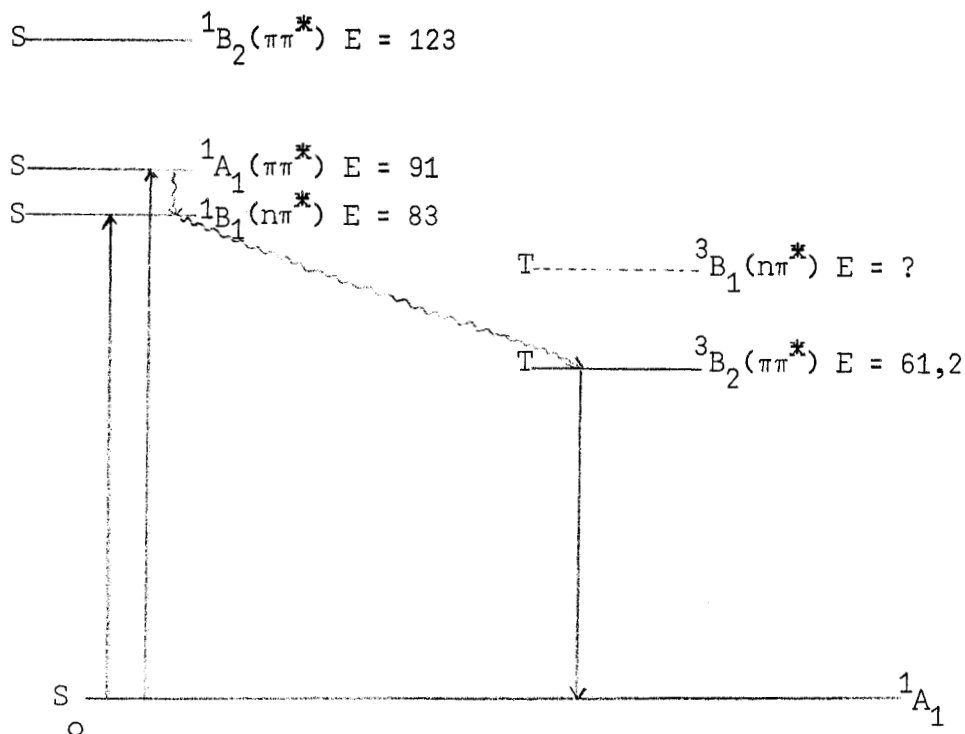 S ¹B₂(ππ*) E = 123
S ¹A₁(ππ*) E = 91
S ¹B₁(nπ*) E = 83
T ³B₁(nπ*) E = ?
T ³B₂(ππ*) E = 61,2
S₀ ¹A₁